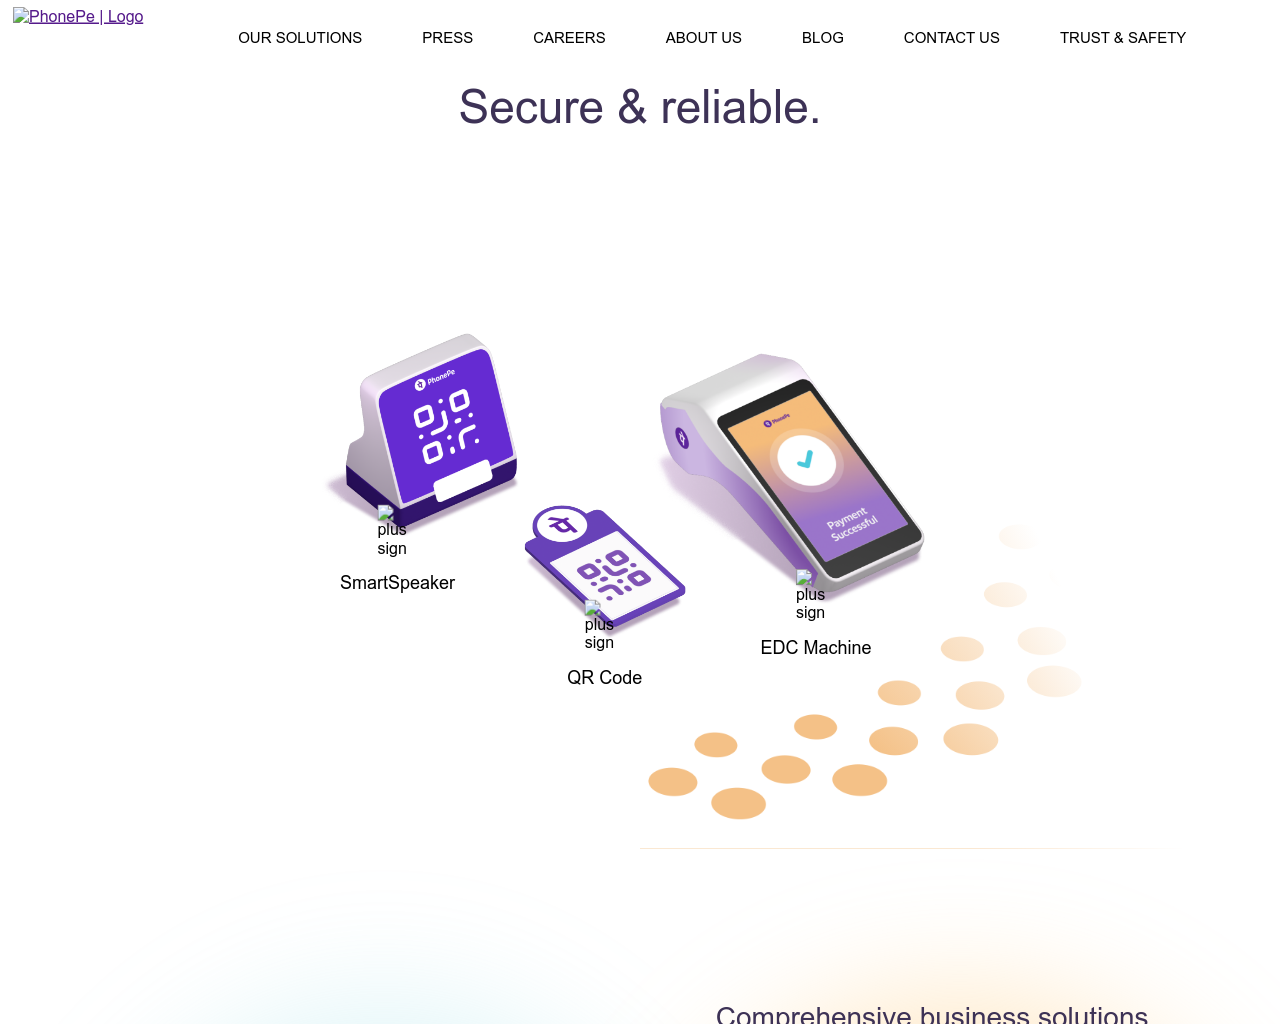 PhonePe | Logo
OUR SOLUTIONS
PRESS
CAREERS
ABOUT US
BLOG
CONTACT US
TRUST & SAFETY
Secure & reliable.
PhonePe
PhonePe
पे
Payment
Successful
पे
plus
sign
SmartSpeaker
plus
sign
EDC Machine
plus
sign
QR Code
Comprehensive business solutions